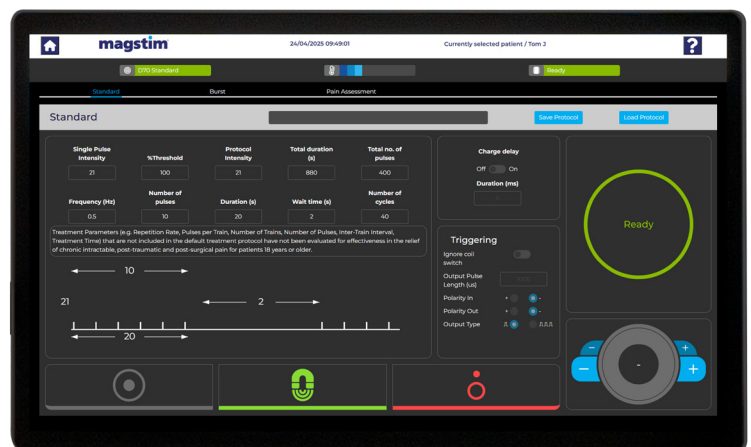 magstim
24/04/2025 09:49:01
Currently selected patient / Tom J
?
D70 Standard
Ready
Standard
Burst
Pain Assessment
Standard
Save Protocol
Load Protocol
Single Pulse Intensity
%Threshold
Protocol Intensity
Total duration (s)
Total no. of pulses
21
100
21
880
400
Frequency (Hz)
Number of pulses
Duration (s)
Wait time (s)
Number of cycles
0.5
10
20
2
40
Treatment Parameters (e.g. Repetition Rate, Pulses per Train, Number of Trains, Number of Pulses, Inter-Train Interval,
Treatment Time) that are not included in the default treatment protocol have not been evaluated for effectiveness in the relief
of chronic intractable, post-traumatic and post-surgical pain for patients 18 years or older.
10
21
2
20
Charge delay
Off On
Duration (ms)
Triggering
Ignore coil
switch
Output Pulse
Length (us)
Polarity In + -
Polarity Out + -
Output Type
Ready
- +
- - +